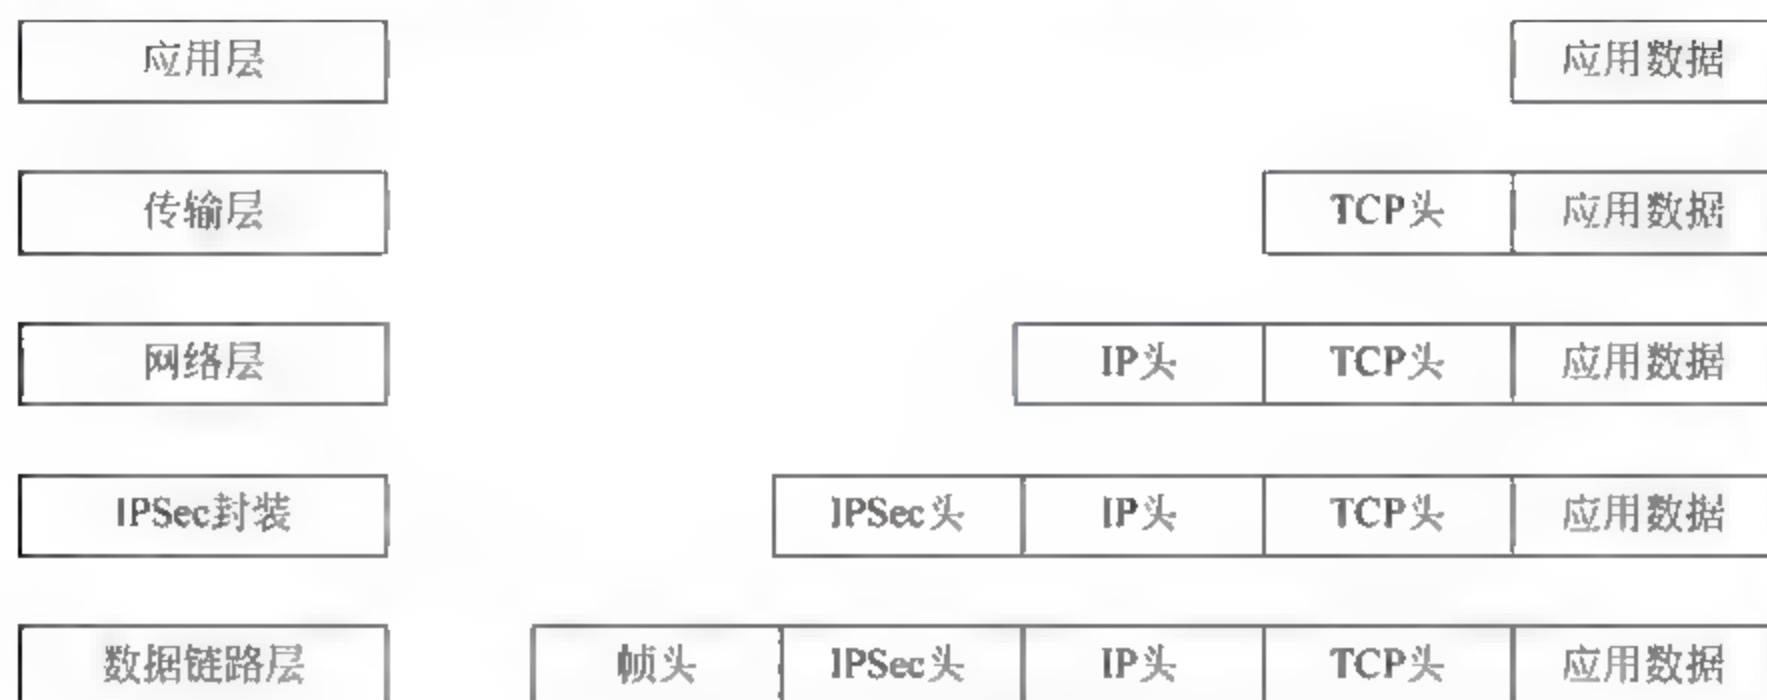 应用层 应用数据
传输层 TCP头 应用数据
网络层 IP头 TCP头 应用数据
IPSec封装 IPSec头 IP头 TCP头 应用数据
数据链路层 帧头 IPSec头 IP头 TCP头 应用数据